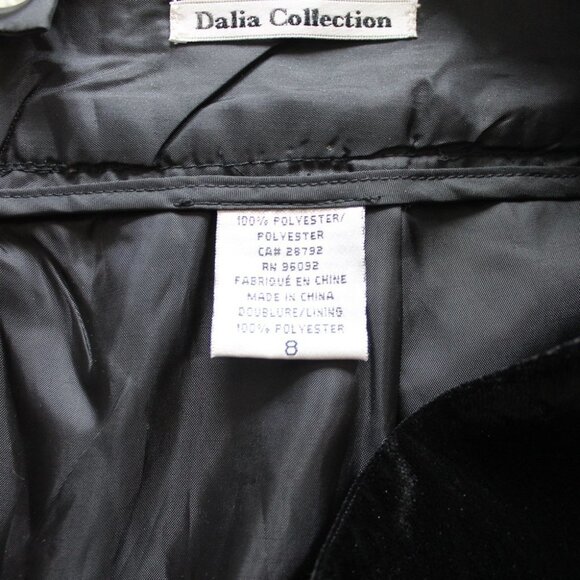 Dalia Collection
100% POLYESTER/
POLYESTER
CA# 28792
RN 96092
FABRIQUÉ EN CHINE
MADE IN CHINA
DOUBLURE/LINING
100% POLYESTER
8